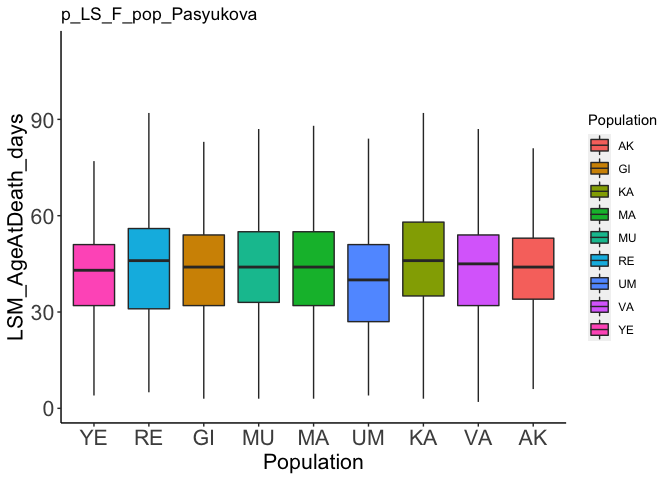 p_LS_F_pop_Pasyukova
LSM_AgeAtDeath_days
90
60
30
0
YE RE GI MU MA UM KA VA AK
Population
Population
AK
GI
KA
MA
MU
RE
UM
VA
YE